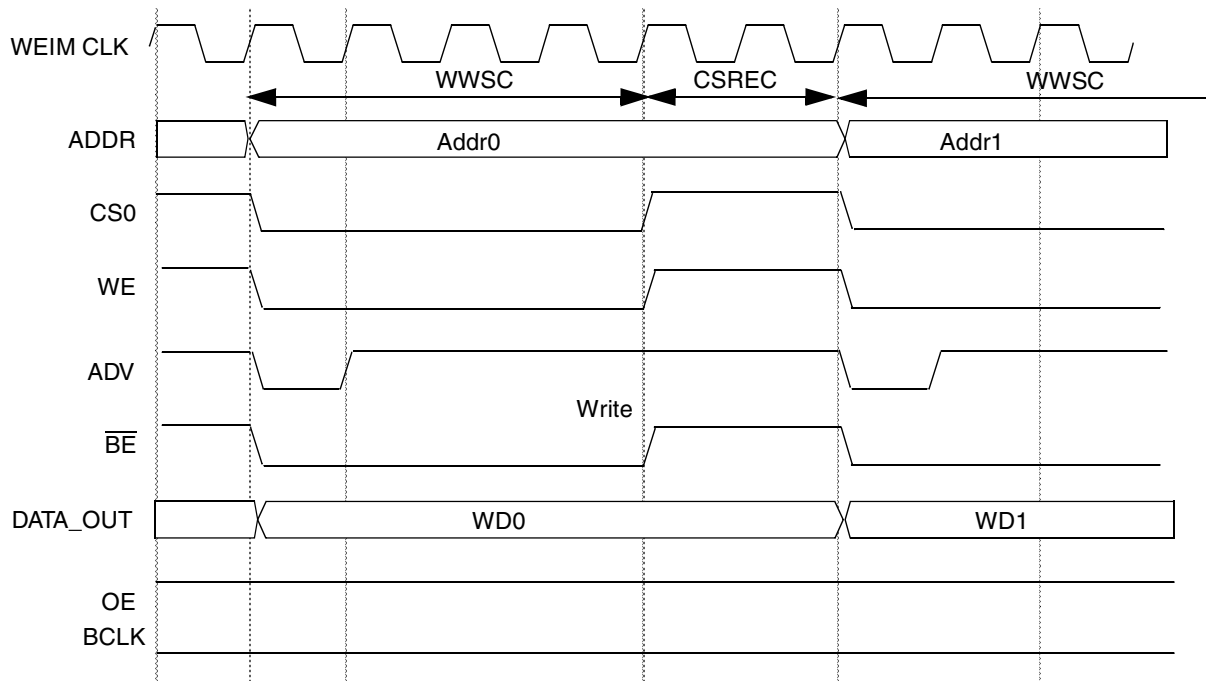 WEIM CLK
WWSC CSREC WWSC
ADDR Addr0 Addr1
CS0
WE
ADV
Write
BE
DATA_OUT WD0 WD1
OE
BCLK